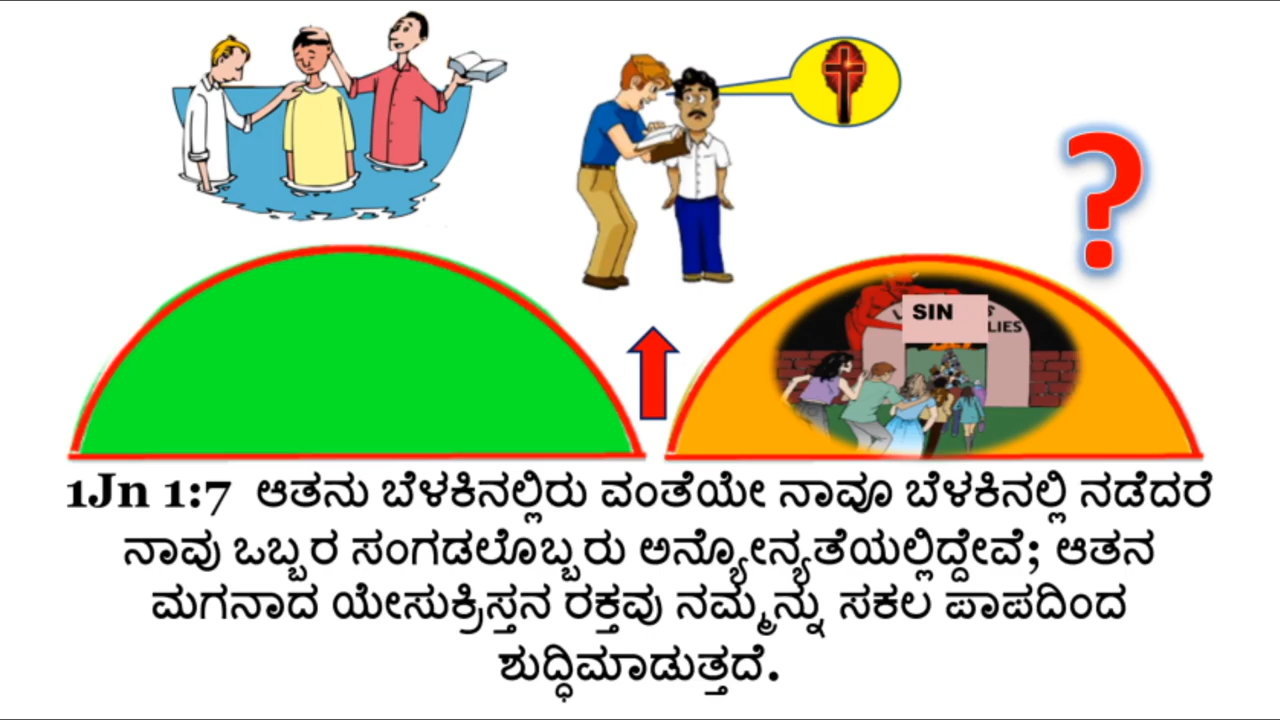 ?
SIN
LIES
1Jn 1:7 ಆತನು ಬೆಳಕಿನಲ್ಲಿರು ವಂತೆಯೇ ನಾವೂ ಬೆಳಕಿನಲ್ಲಿ ನಡೆದರೆ
ನಾವು ಒಬ್ಬರ ಸಂಗಡಲೊಬ್ಬರು ಅನ್ಯೋನ್ಯತೆಯಲ್ಲಿದ್ದೇವೆ; ಆತನ
ಮಗನಾದ ಯೇಸುಕ್ರಿಸ್ತನ ರಕ್ತವು ನಮ್ಮನ್ನು ಸಕಲ ಪಾಪದಿಂದ
ಶುದ್ಧಿಮಾಡುತ್ತದೆ.